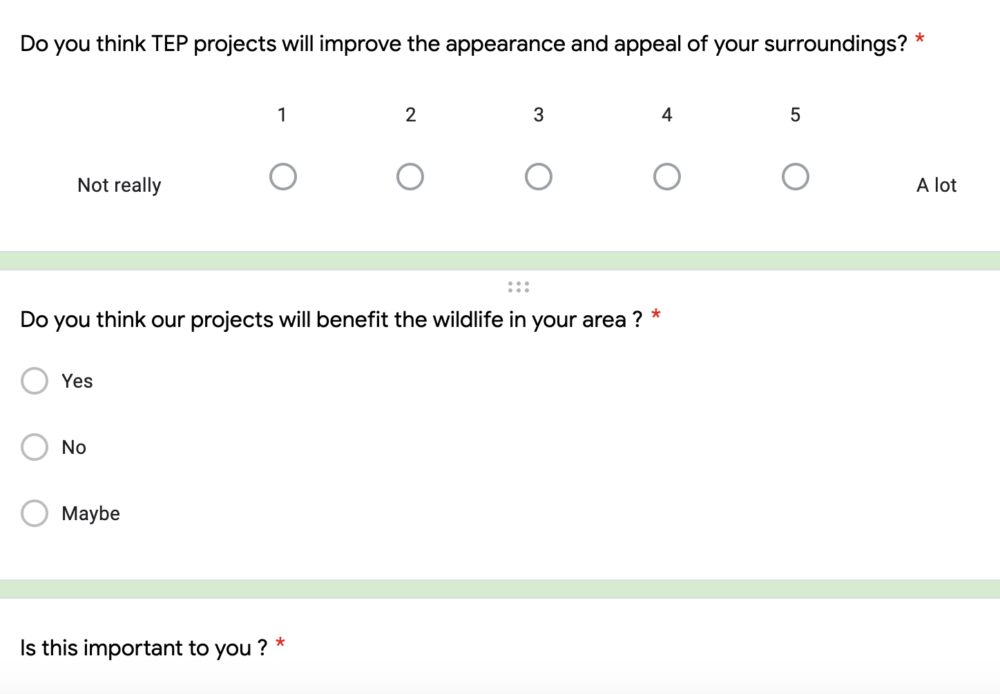 Do you think TEP projects will improve the appearance and appeal of your surroundings? *
1 2 3 4 5
Not really A lot
Do you think our projects will benefit the wildlife in your area ? *
Yes
No
Maybe
Is this important to you ? *